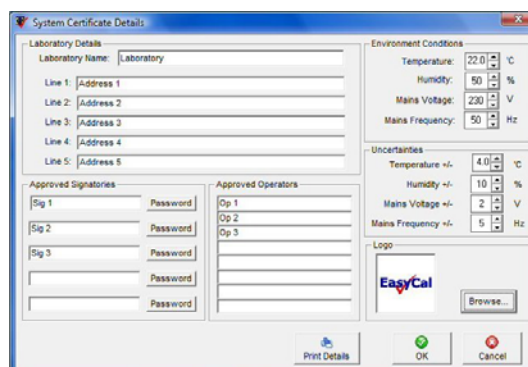 System Certificate Details
Laboratory Details
Laboratory Name: Laboratory
Line 1: Address 1
Line 2: Address 2
Line 3: Address 3
Line 4: Address 4
Line 5: Address 5
Environment Conditions
Temperature: 22.0 °C
Humidity: 50 %
Mains Voltage: 230 V
Mains Frequency: 50 Hz
Uncertainties
Temperature +/- 4.0 °C
Humidity +/- 10 %
Mains Voltage +/- 2 V
Mains Frequency +/- 5 Hz
Approved Signatories
Sig 1 Password
Sig 2 Password
Sig 3 Password
Password
Password
Approved Operators
Op 1
Op 2
Op 3
Logo
EasyCal
Browse...
Print Details
OK
Cancel